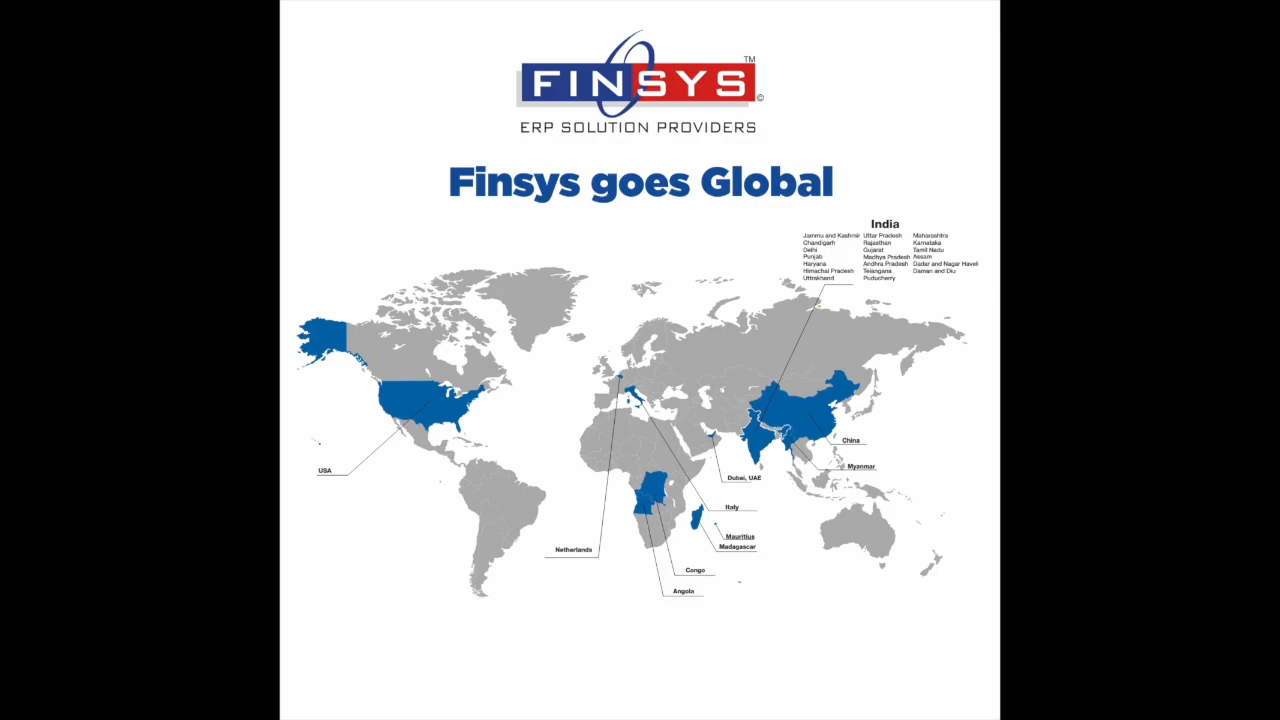 FINSYS TM
©
ERP SOLUTION PROVIDERS
Finsys goes Global
India
Jammu and Kashmir Uttar Pradesh Maharashtra
Chandigarh Rajasthan Karnataka
Delhi Gujarat Tamil Nadu
Punjab Madhya Pradesh Assam
Haryana Andhra Pradesh Dadar and Nagar Haveli
Himachal Pradesh Telangana Daman and Diu
Uttrakhand Puducherry
China
Myanmar
USA
Dubai, UAE
Italy
Mauritius
Netherlands
Madagascar
Congo
Angola